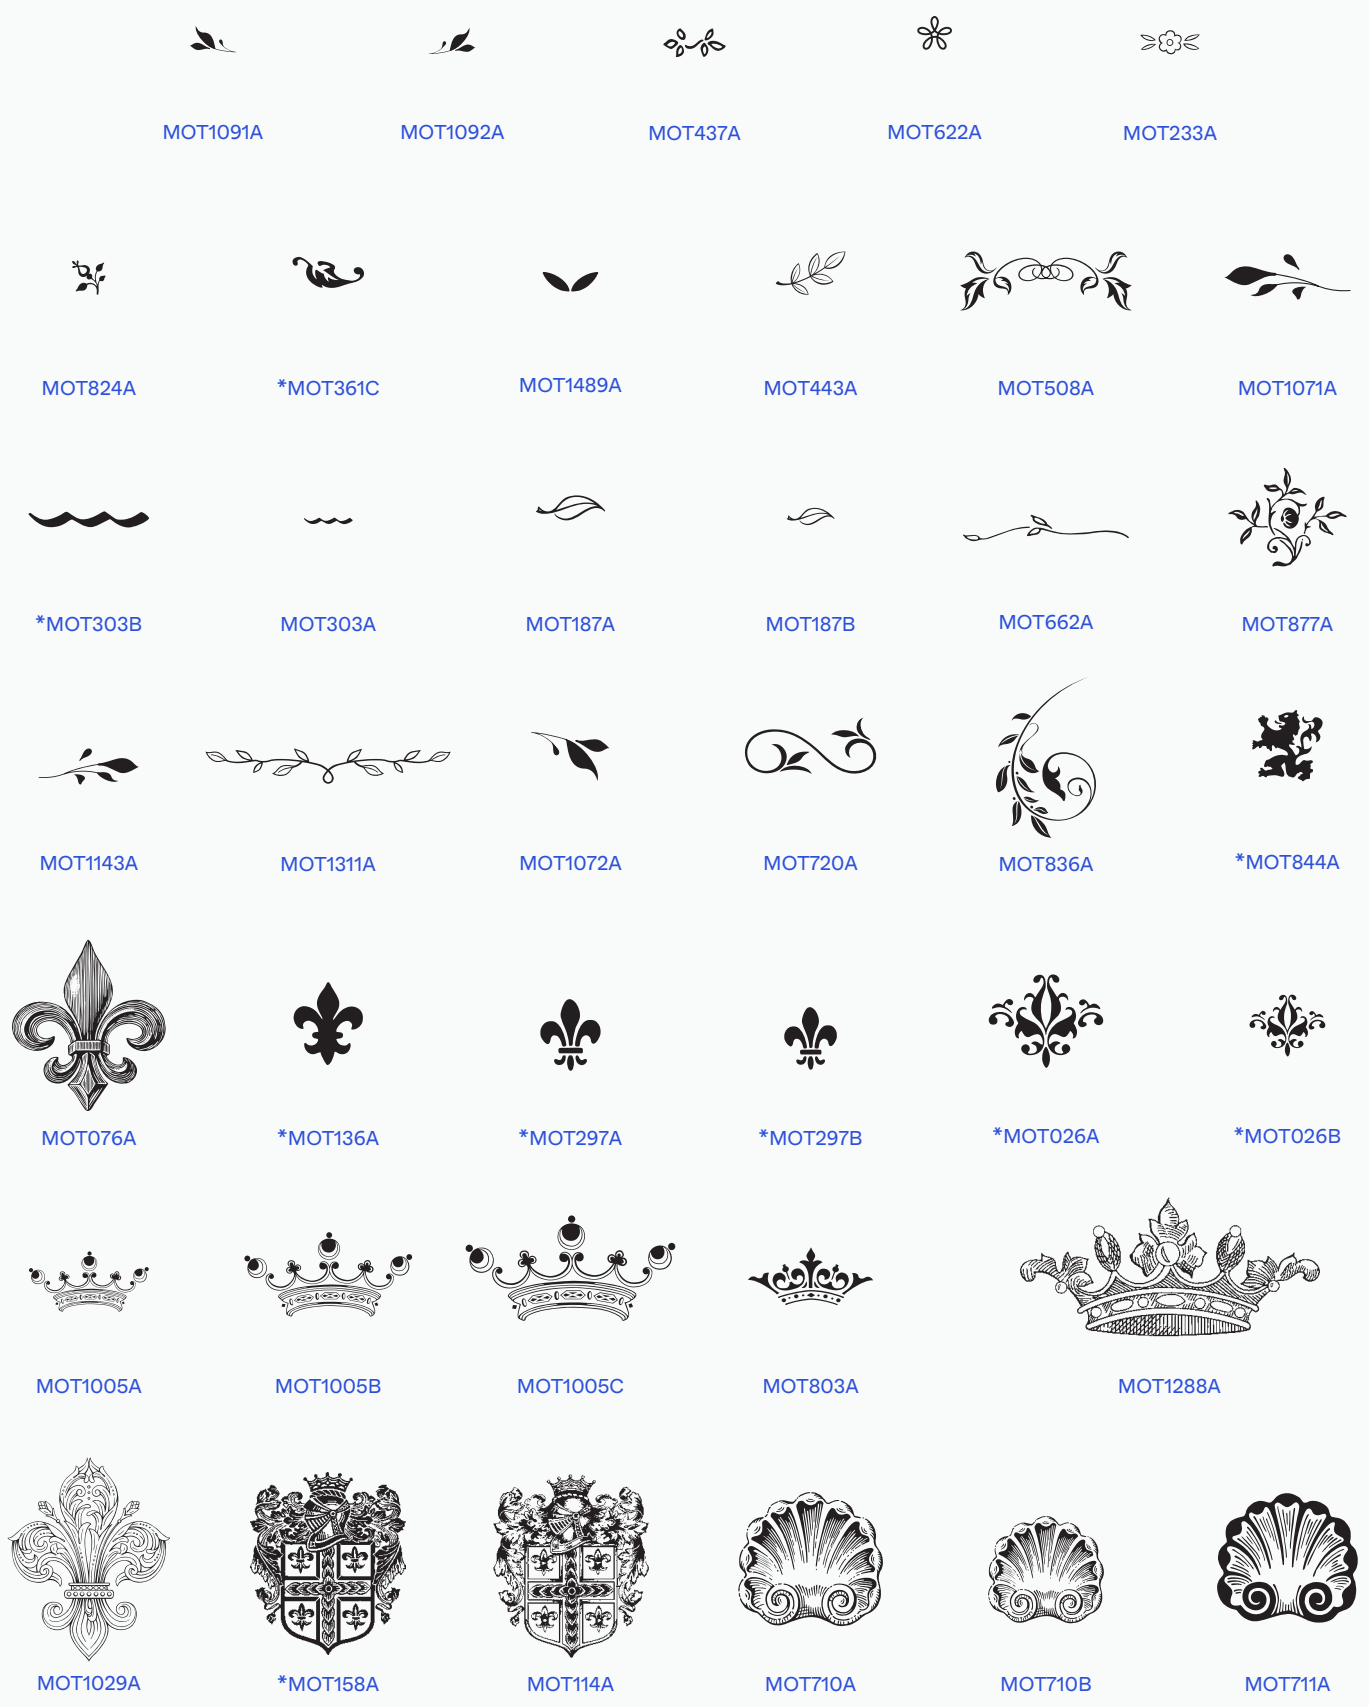 MOT1091A MOT1092A MOT437A MOT622A MOT233A
MOT824A *MOT361C MOT1489A MOT443A MOT508A MOT1071A
*MOT303B MOT303A MOT187A MOT187B MOT662A MOT877A
MOT1143A MOT1311A MOT1072A MOT720A MOT836A *MOT844A
MOT076A *MOT136A *MOT297A *MOT297B *MOT026A *MOT026B
MOT1005A MOT1005B MOT1005C MOT803A MOT1288A
MOT1029A *MOT158A MOT114A MOT710A MOT710B MOT711A